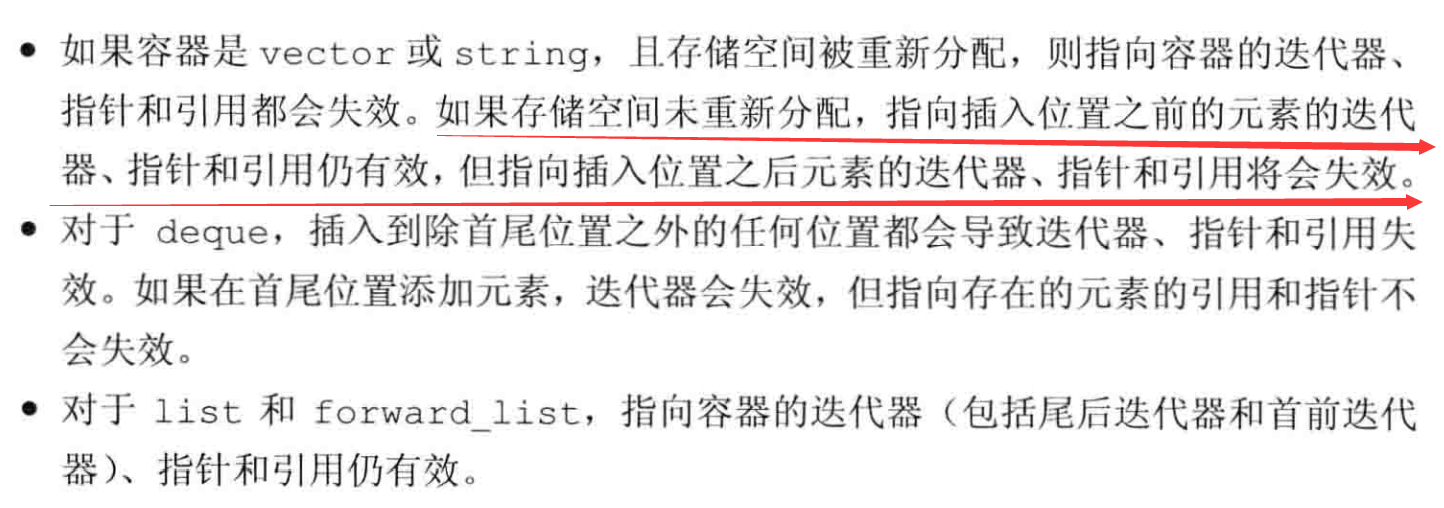 • 如果容器是 vector 或 string，且存储空间被重新分配，则指向容器的迭代器、
指针和引用都会失效。如果存储空间未重新分配，指向插入位置之前的元素的迭代
器、指针和引用仍有效，但指向插入位置之后元素的迭代器、指针和引用将会失效。
• 对于 deque，插入到除首尾位置之外的任何位置都会导致迭代器、指针和引用失
效。如果在首尾位置添加元素，迭代器会失效，但指向存在的元素的引用和指针不
会失效。
• 对于 list 和 forward_list，指向容器的迭代器（包括尾后迭代器和首前迭代
器）、指针和引用仍有效。